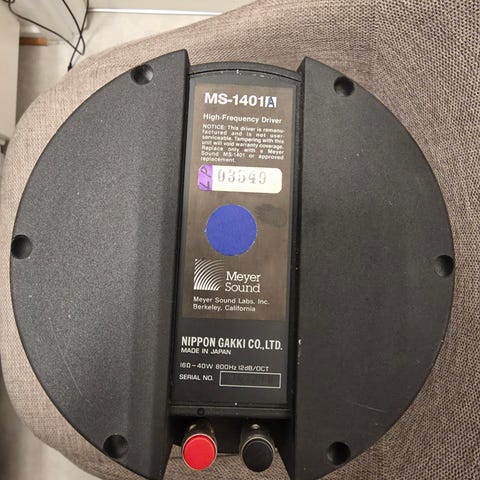 MS-1401A
High-Frequency Driver
NOTICE: This driver is remanu-
factured and is not user-
serviceable. Tampering with this
unit will void warranty coverage.
Replace only with a Meyer
Sound MS-1401 or approved
replacement.
LP 03549
Meyer
Sound
Meyer Sound Labs, Inc.
Berkeley, California
NIPPON GAKKI CO., LTD.
MADE IN JAPAN
16Ω–40W 800Hz 12dB/OCT
SERIAL NO.